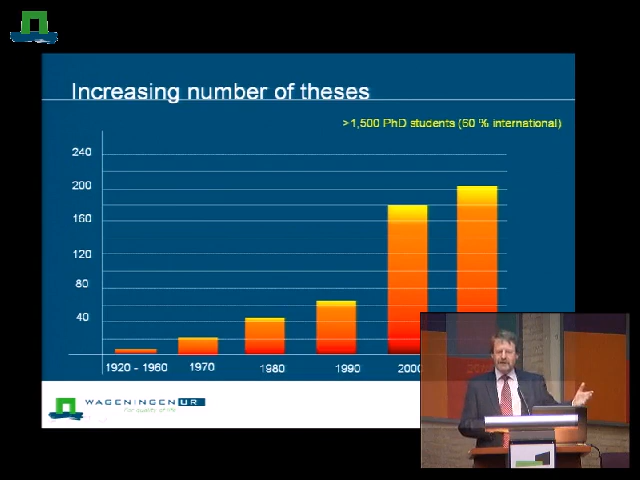 Increasing number of theses
>1,500 PhD students (50 % international)
240
200
160
120
80
40
1920 - 1960
1970
1980
1990
2000
WAGENINGEN UR
For quality of life